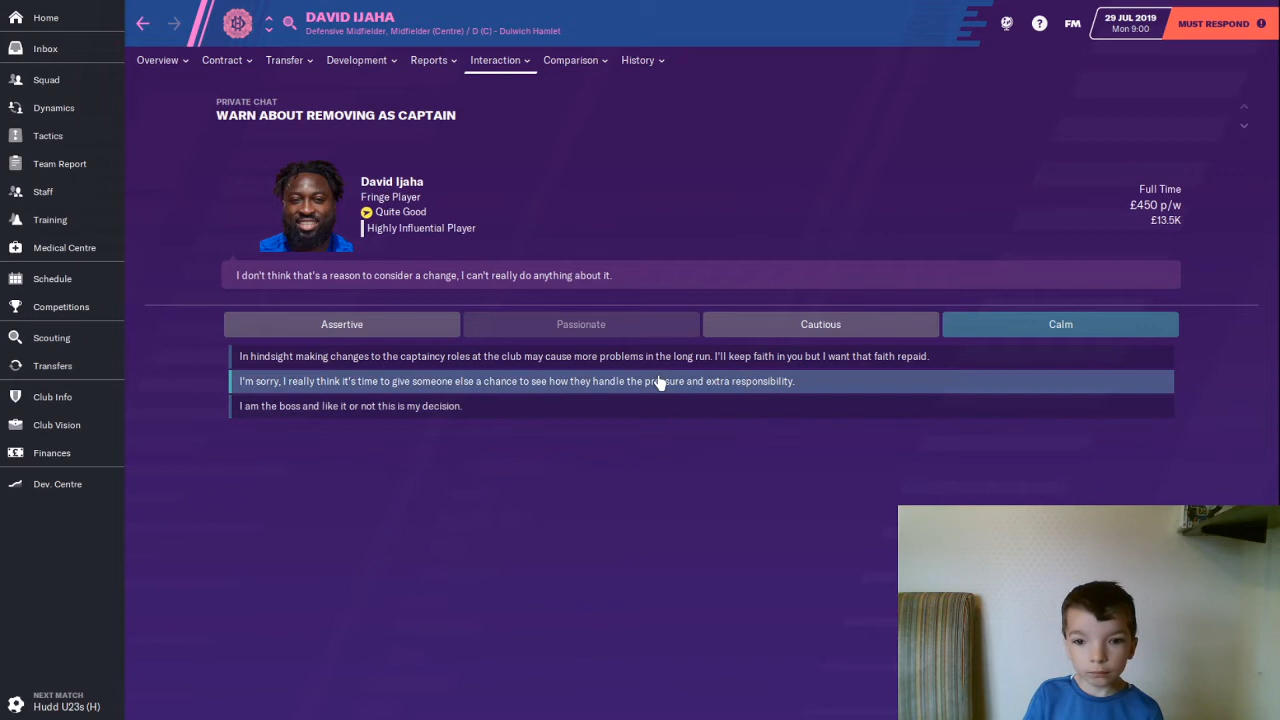 Home
Inbox
Squad
Dynamics
Tactics
Team Report
Staff
Training
Medical Centre
Schedule
Competitions
Scouting
Transfers
Club Info
Club Vision
Finances
Dev. Centre
NEXT MATCH
Hudd U23s (H)
DAVID IJAHA
Defensive Midfielder, Midfielder (Centre) / D (C) - Dulwich Hamlet
FM
29 JUL 2019
Mon 9:00
MUST RESPOND
Overview Contract Transfer Development Reports Interaction Comparison History
PRIVATE CHAT
WARN ABOUT REMOVING AS CAPTAIN
David Ijaha
Fringe Player
Quite Good
Highly Influential Player
Full Time
£450 p/w
£13.5K
I don't think that's a reason to consider a change, I can't really do anything about it.
Assertive Passionate Cautious Calm
In hindsight making changes to the captaincy roles at the club may cause more problems in the long run. I'll keep faith in you but I want that faith repaid.
I'm sorry, I really think it's time to give someone else a chance to see how they handle the pressure and extra responsibility.
I am the boss and like it or not this is my decision.